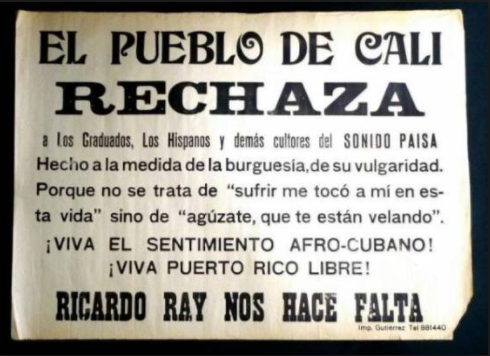 EL PUEBLO DE CALI
RECHAZA
a Los Graduados, Los Hispanos y demás cultores del SONIDO PAISA
Hecho a la medida de la burguesía,de su vulgaridad.
Porque no se trata de “sufrir me tocó a mí en es-
ta vida” sino de “agúzate, que te están velando”.
¡VIVA EL SENTIMIENTO AFRO-CUBANO!
¡VIVA PUERTO RICO LIBRE!
RICARDO RAY NOS HACE FALTA
Imp. Gutiérrez Tel 881440